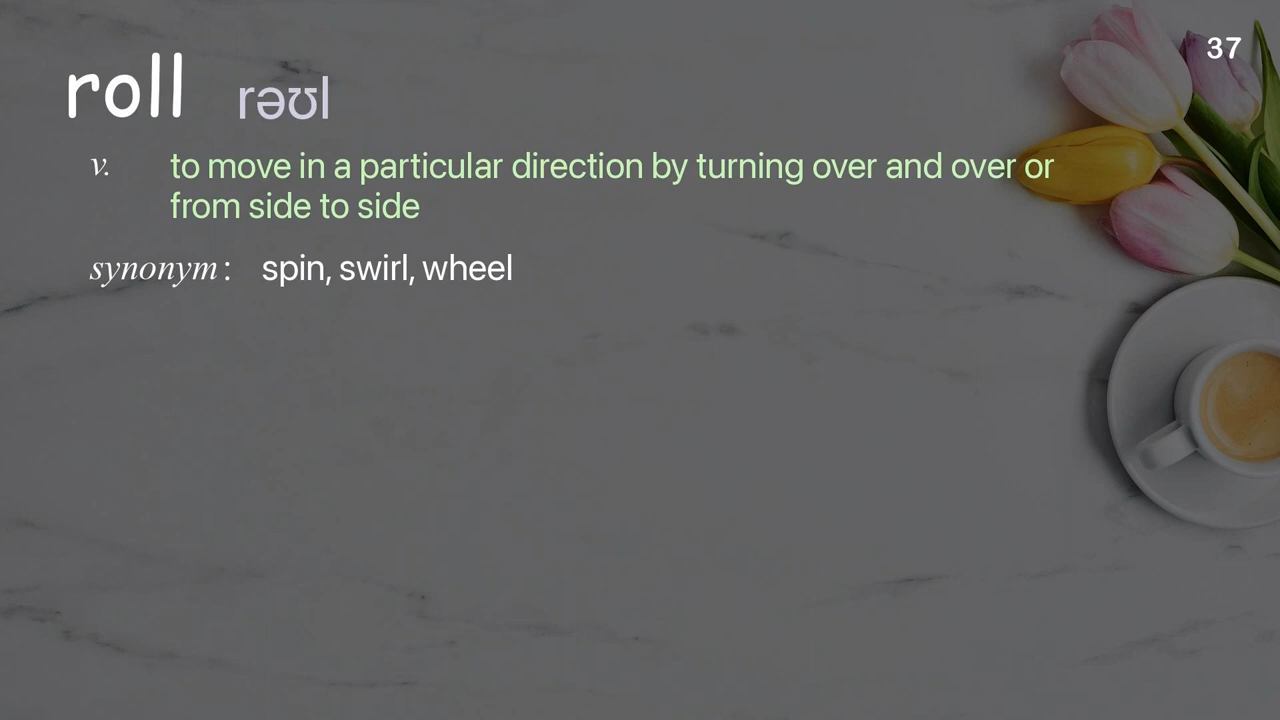 37
roll rəʊl
v. to move in a particular direction by turning over and over or
from side to side
synonym : spin, swirl, wheel